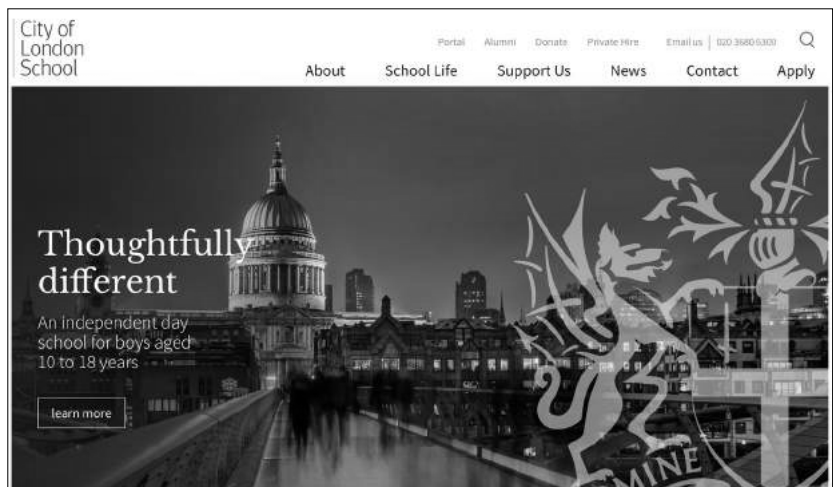 City of
London
School
Portal Alumni Donate Private Hire Email us | 020 3680 6300
About School Life Support Us News Contact Apply
Thoughtfully
different
An independent day
school for boys aged
10 to 18 years
learn more
MINE